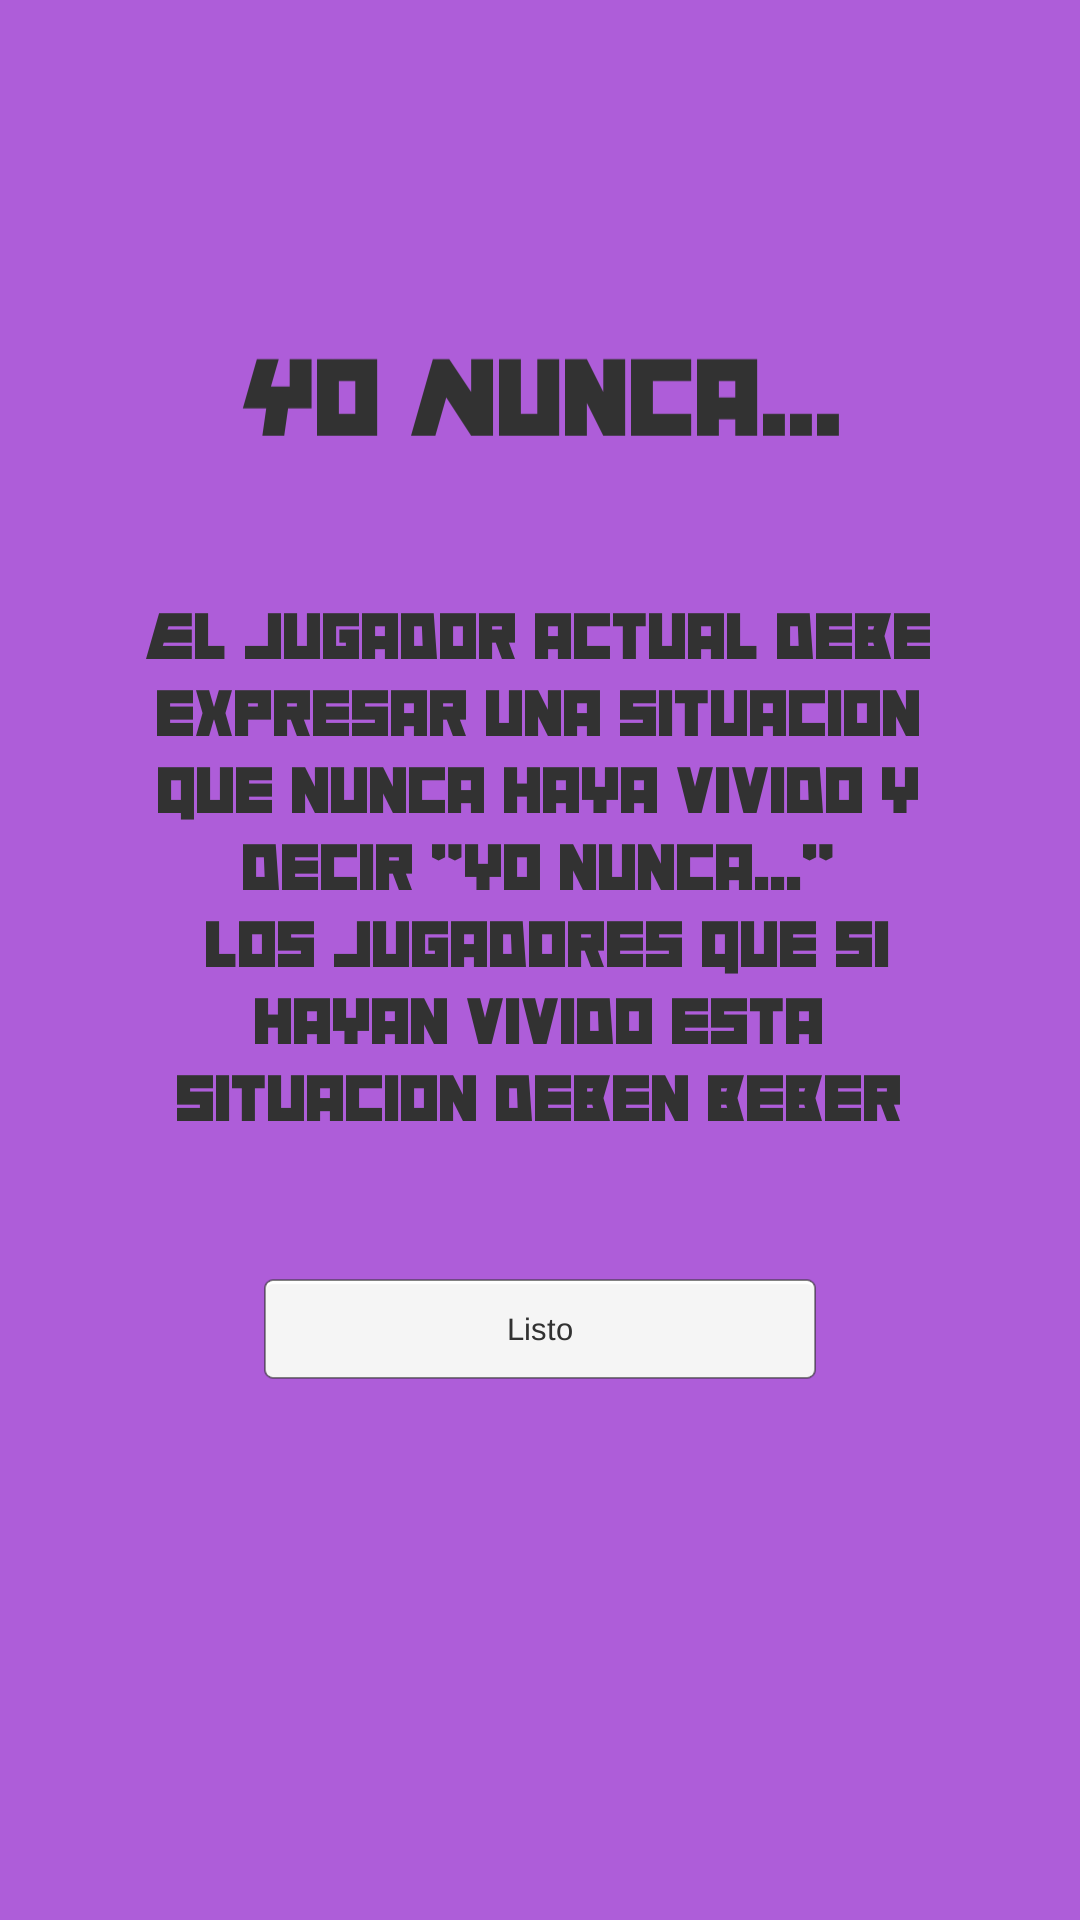 YO NUNCA...
EL JUGADOR ACTUAL DEBE
EXPRESAR UNA SITUACION
QUE NUNCA HAYA VIVIDO Y
DECIR "YO NUNCA..."
LOS JUGADORES QUE SI
HAYAN VIVIDO ESTA
SITUACION DEBEN BEBER
Listo